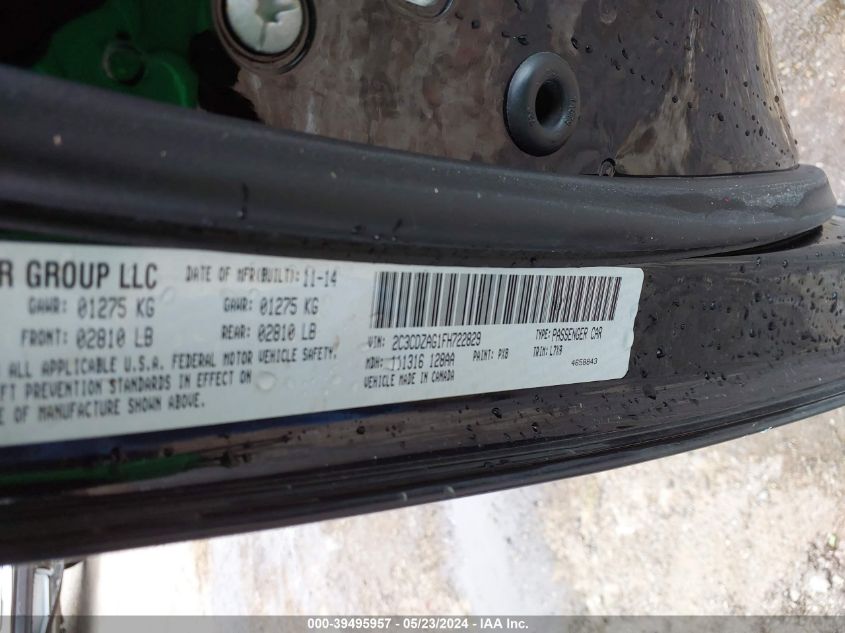 R GROUP LLC DATE OF MFR(BUILT): 11-14
GAWR: 01275 KG GAWR: 01275 KG
FRONT: 02810 LB REAR: 02810 LB
ALL APPLICABLE U.S.A. FEDERAL MOTOR VEHICLE SAFETY,
FT PREVENTION STANDARDS IN EFFECT ON
E OF MANUFACTURE SHOWN ABOVE.
VIN: 2C3CDZAG1FH722829 TYPE: PASSENGER CAR
MDH: 111316 128AA PAINT: PX8 TRIM: L7X9
VEHICLE MADE IN CANADA 4658843
000-39495957 - 05/23/2024 - IAA Inc.